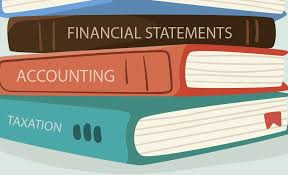 FINANCIAL STATEMENTS
ACCOUNTING
TAXATION